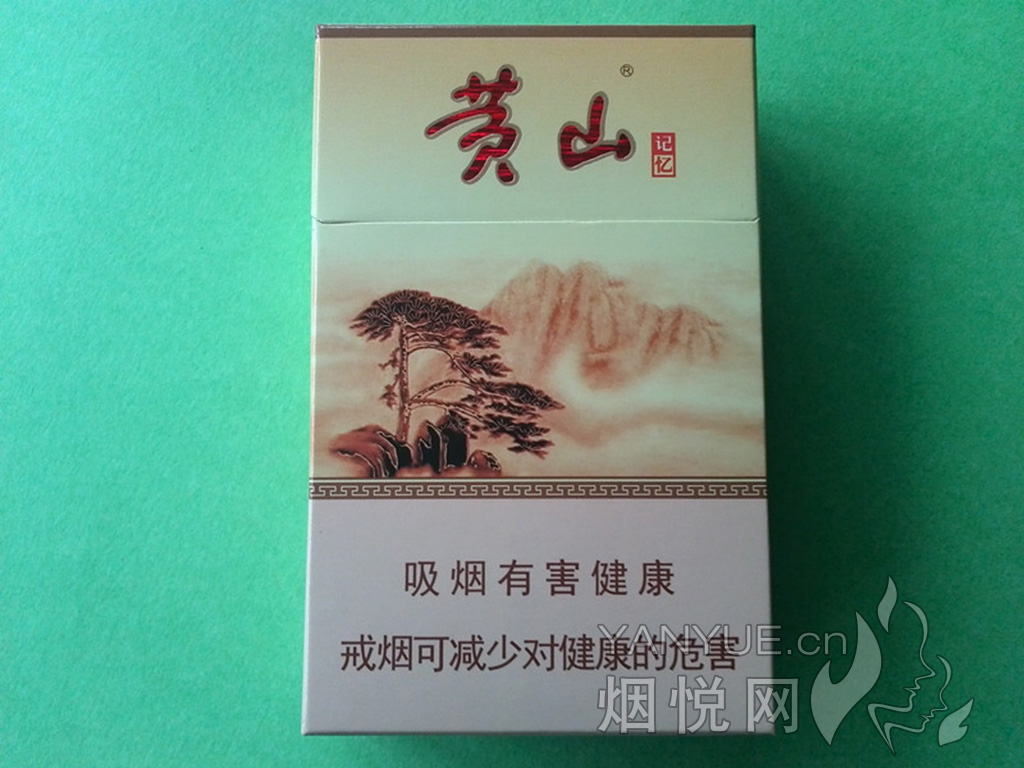 黄山®
记忆
吸烟有害健康
戒烟可减少对健康的危害
YANYUE.cn
烟悦网